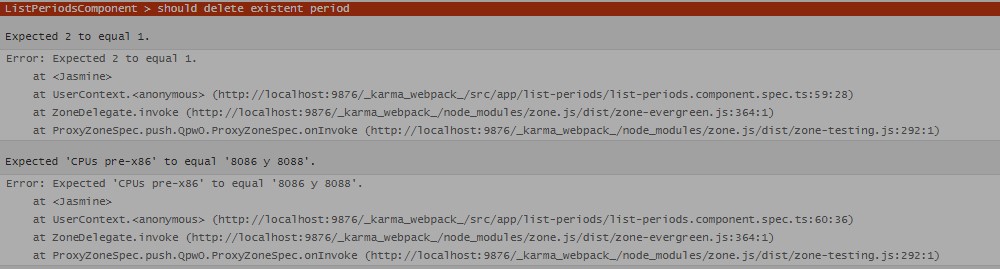 ListPeriodsComponent > should delete existent period
Expected 2 to equal 1.
Error: Expected 2 to equal 1.
at <Jasmine>
at UserContext.<anonymous> (http://localhost:9876/_karma_webpack_/src/app/list-periods/list-periods.component.spec.ts:59:28)
at ZoneDelegate.invoke (http://localhost:9876/_karma_webpack_/node_modules/zone.js/dist/zone-evergreen.js:364:1)
at ProxyZoneSpec.push.QpwO.ProxyZoneSpec.onInvoke (http://localhost:9876/_karma_webpack_/node_modules/zone.js/dist/zone-testing.js:292:1)
Expected 'CPUs pre-x86' to equal '8086 y 8088'.
Error: Expected 'CPUs pre-x86' to equal '8086 y 8088'.
at <Jasmine>
at UserContext.<anonymous> (http://localhost:9876/_karma_webpack_/src/app/list-periods/list-periods.component.spec.ts:60:36)
at ZoneDelegate.invoke (http://localhost:9876/_karma_webpack_/node_modules/zone.js/dist/zone-evergreen.js:364:1)
at ProxyZoneSpec.push.QpwO.ProxyZoneSpec.onInvoke (http://localhost:9876/_karma_webpack_/node_modules/zone.js/dist/zone-testing.js:292:1)